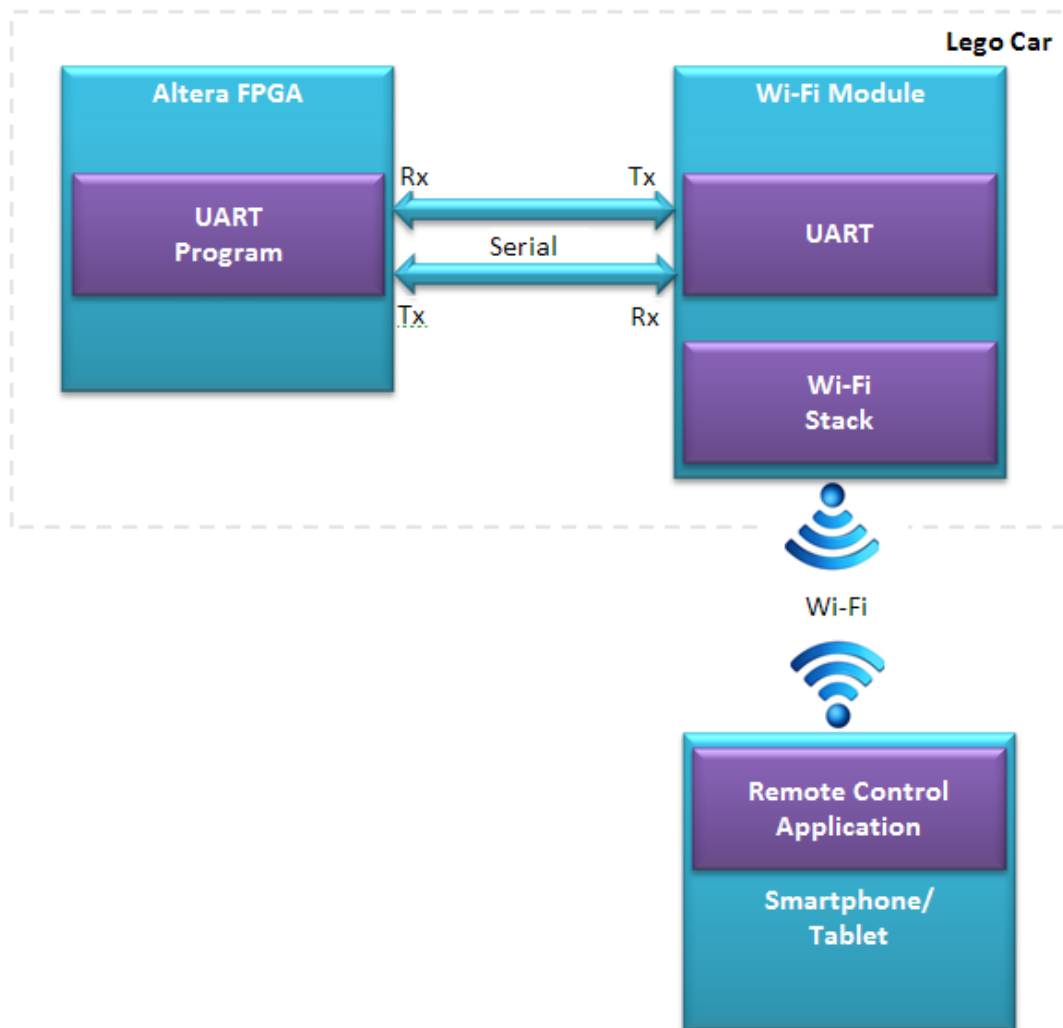 Lego Car
Altera FPGA
Wi-Fi Module
Rx
Tx
UART
Program
UART
Serial
Tx
Rx
Wi-Fi
Stack
Wi-Fi
Remote Control
Application
Smartphone/
Tablet